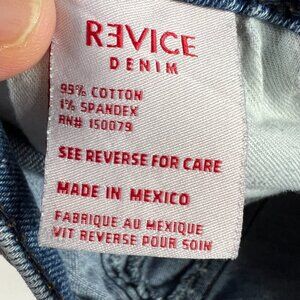 RƎVICE
DENIM
99% COTTON
1% SPANDEX
RN# 150079
SEE REVERSE FOR CARE
MADE IN MEXICO
FABRIQUE AU MEXIQUE
VIT REVERSE POUR SOIN